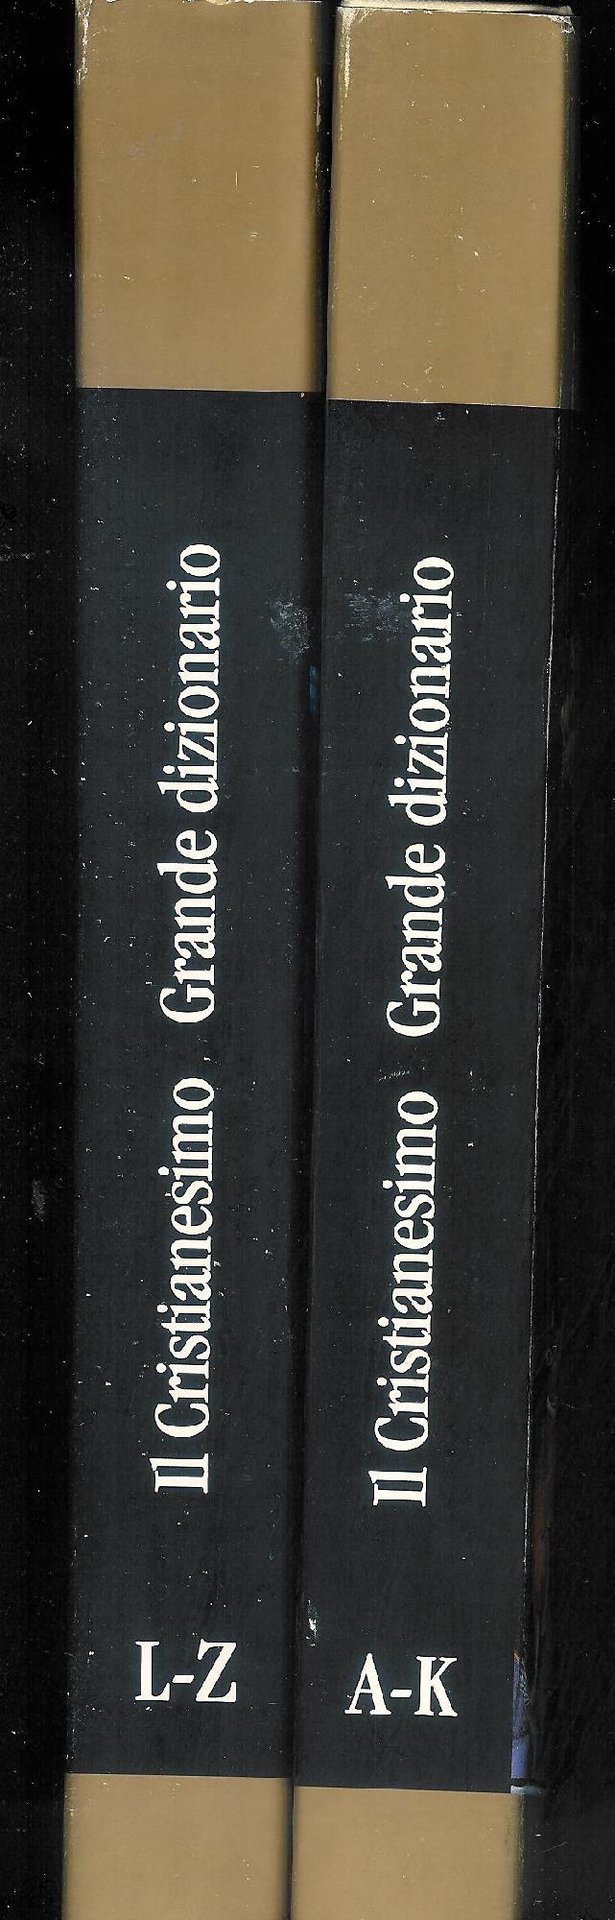 Il Cristianesimo Grande dizionario
L-Z
Il Cristianesimo Grande dizionario
A-K